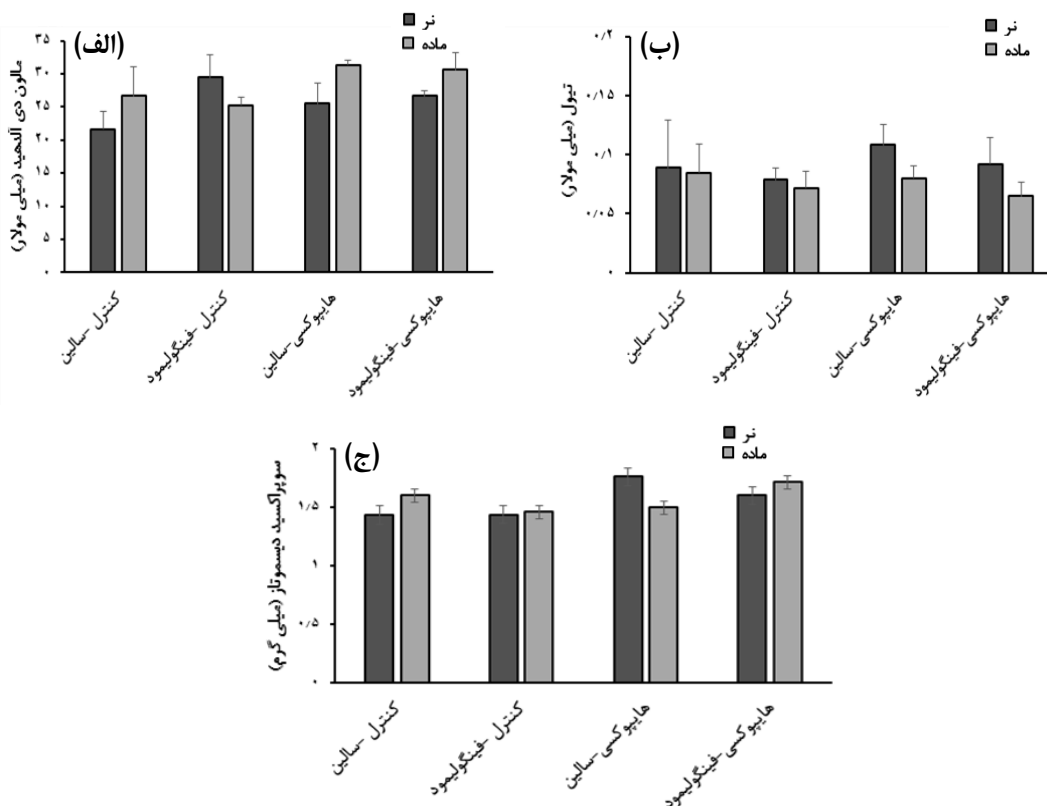 (الف)
نر
ماده
مالون دی آلدهید (میلی مولار)
۳۵
۳۰
۲۵
۲۰
۱۵
۱۰
۵
۰
کنترل -سالین
کنترل -فینگولیمود
هایپوکسی-سالین
هایپوکسی-فینگولیمود
(ب)
نر
ماده
تیول (میلی مولار)
۰/۲
۰/۱۵
۰/۱
۰/۰۵
۰
کنترل -سالین
کنترل -فینگولیمود
هایپوکسی-سالین
هایپوکسی-فینگولیمود
(ج)
نر
ماده
سوپراکسید دیسموتاز (میلی گرم)
۲
۱/۵
۱
۰/۵
۰
کنترل -سالین
کنترل -فینگولیمود
هایپوکسی-سالین
هایپوکسی-فینگولیمود